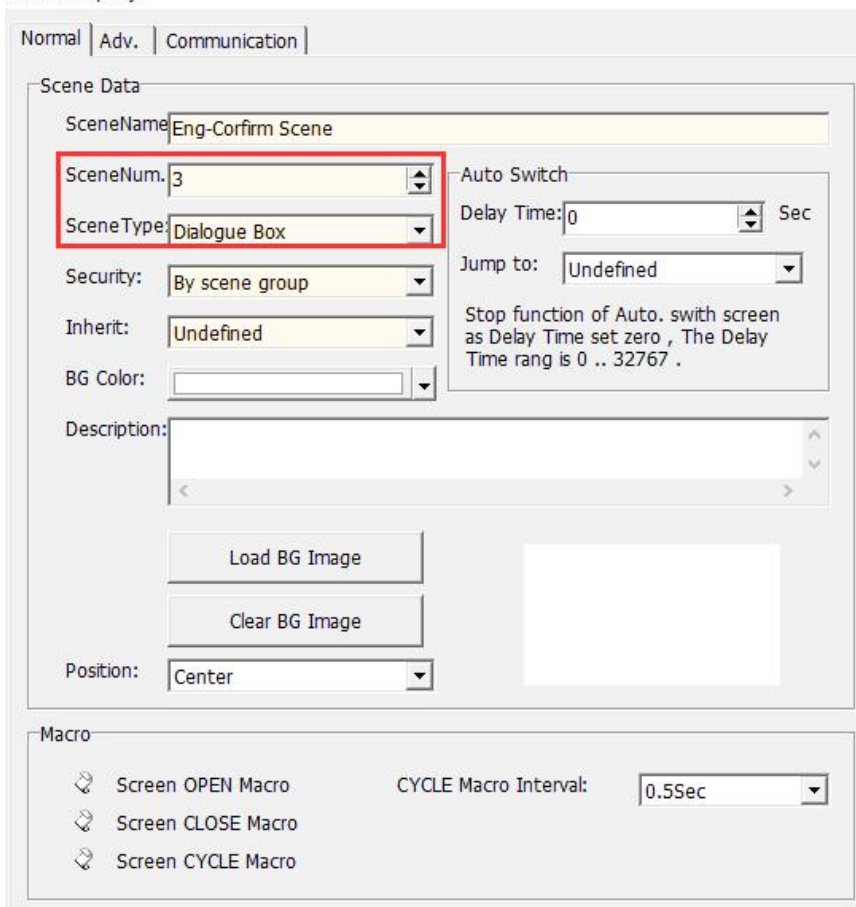 Normal Adv. Communication
Scene Data
SceneName Eng-Corfirm Scene
SceneNum. 3
SceneType: Dialogue Box
Security: By scene group
Inherit: Undefined
BG Color:
Description:
Auto Switch
Delay Time: 0 Sec
Jump to: Undefined
Stop function of Auto. swith screen
as Delay Time set zero , The Delay
Time rang is 0 .. 32767 .
Load BG Image
Clear BG Image
Position: Center
Macro
Screen OPEN Macro
Screen CLOSE Macro
Screen CYCLE Macro
CYCLE Macro Interval: 0.5Sec